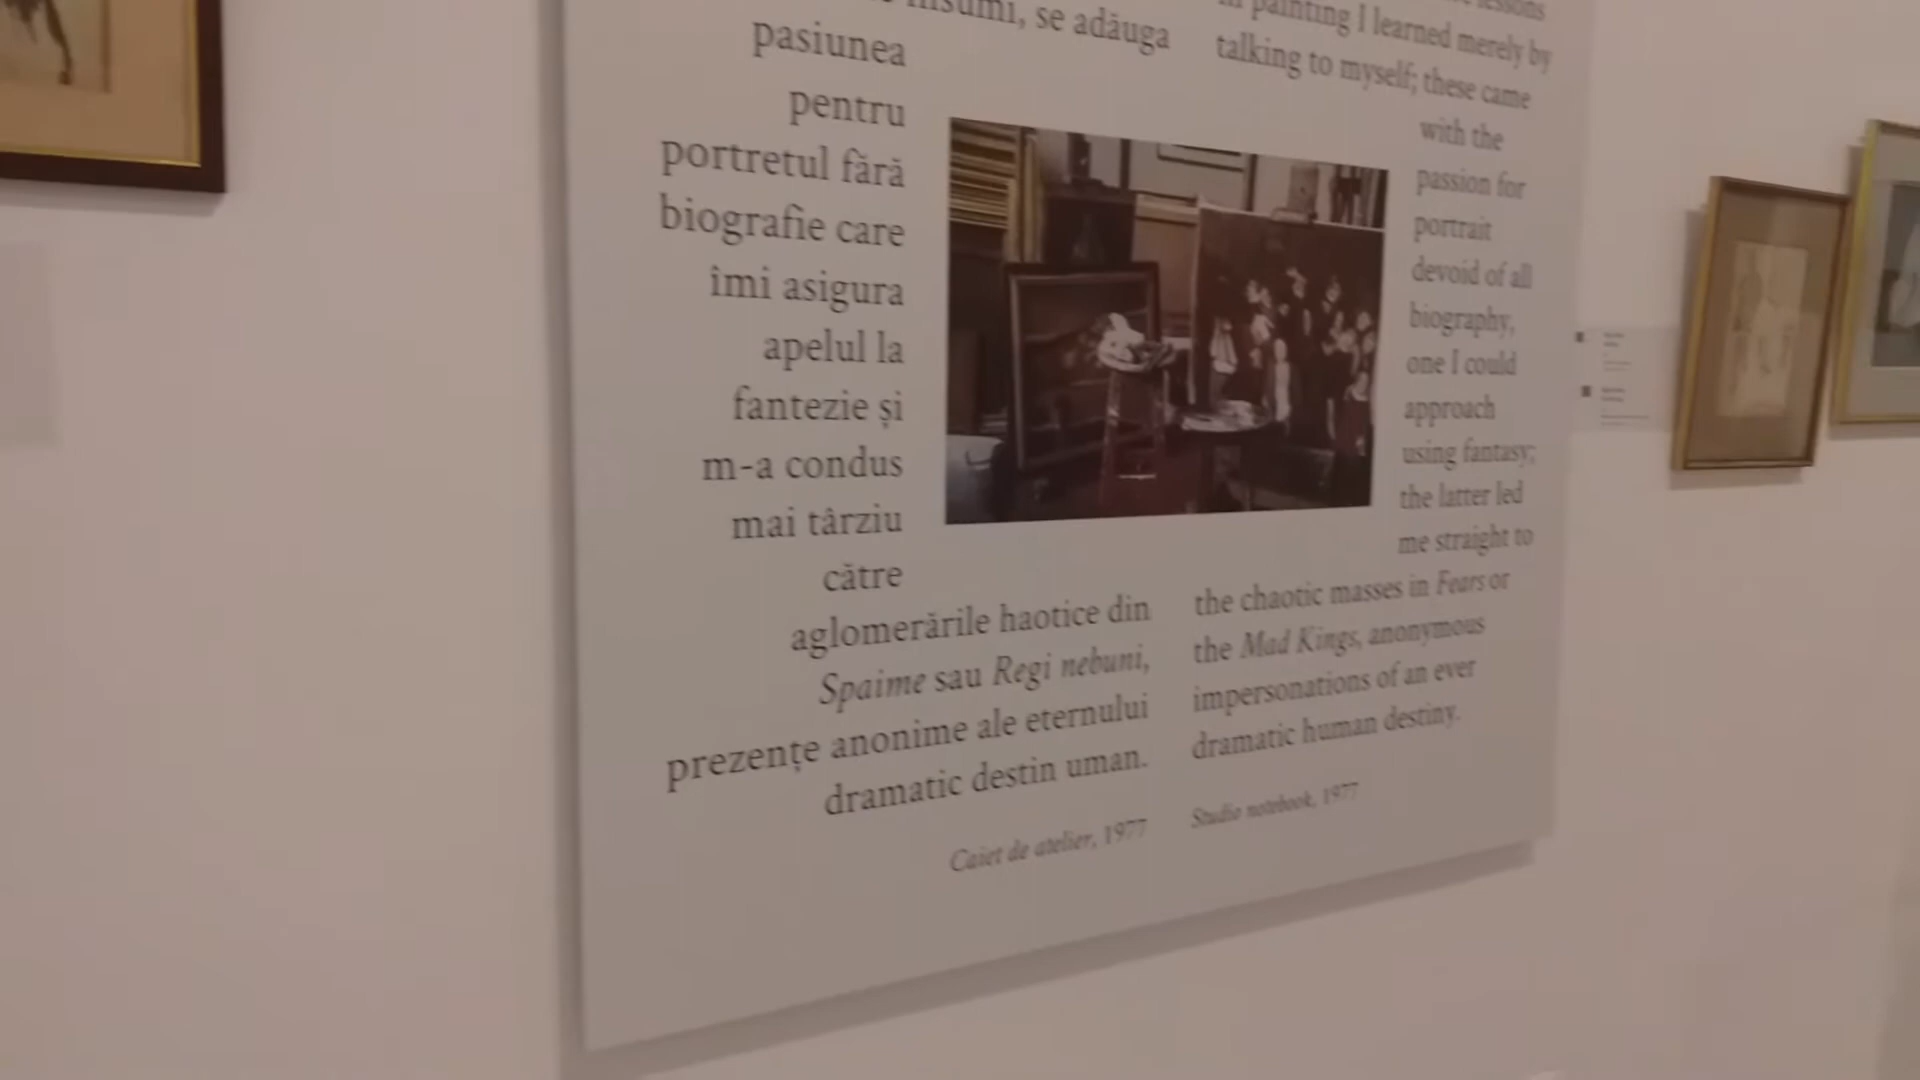 însumi, se adăuga
pasiunea
pentru
portretul fără
biografie care
îmi asigura
apelul la
fantezie și
m-a condus
mai târziu
către
aglomerările haotice din
Spaime sau Regi nebuni,
prezențe anonime ale eternului
dramatic destin uman.
Caiet de atelier, 1977
lessons
in painting I learned merely by
talking to myself; these came
with the
passion for
portrait
devoid of all
biography,
one I could
approach
using fantasy;
the latter led
me straight to
the chaotic masses in Fears or
the Mad Kings, anonymous
impersonations of an ever
dramatic human destiny.
Studio notebook, 1977